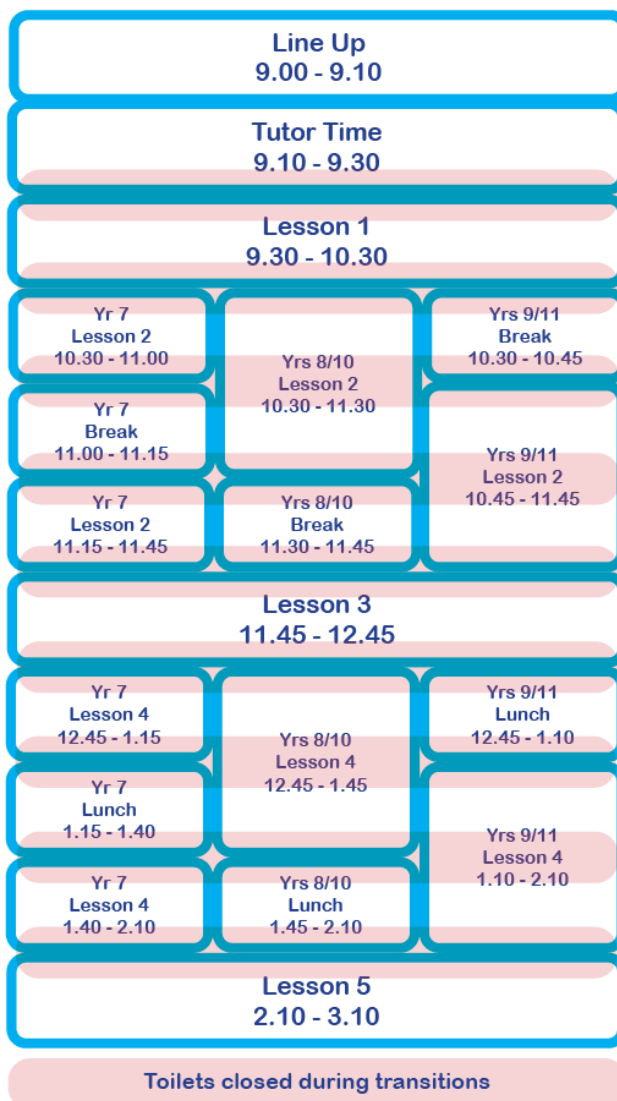 Line Up
9.00 - 9.10
Tutor Time
9.10 - 9.30
Lesson 1
9.30 - 10.30
Yr 7
Lesson 2
10.30 - 11.00
Yrs 8/10
Lesson 2
10.30 - 11.30
Yrs 9/11
Break
10.30 - 10.45
Yr 7
Break
11.00 - 11.15
Yrs 9/11
Lesson 2
10.45 - 11.45
Yr 7
Lesson 2
11.15 - 11.45
Yrs 8/10
Break
11.30 - 11.45
Lesson 3
11.45 - 12.45
Yr 7
Lesson 4
12.45 - 1.15
Yrs 8/10
Lesson 4
12.45 - 1.45
Yrs 9/11
Lunch
12.45 - 1.10
Yr 7
Lunch
1.15 - 1.40
Yrs 9/11
Lesson 4
1.10 - 2.10
Yr 7
Lesson 4
1.40 - 2.10
Yrs 8/10
Lunch
1.45 - 2.10
Lesson 5
2.10 - 3.10
Toilets closed during transitions